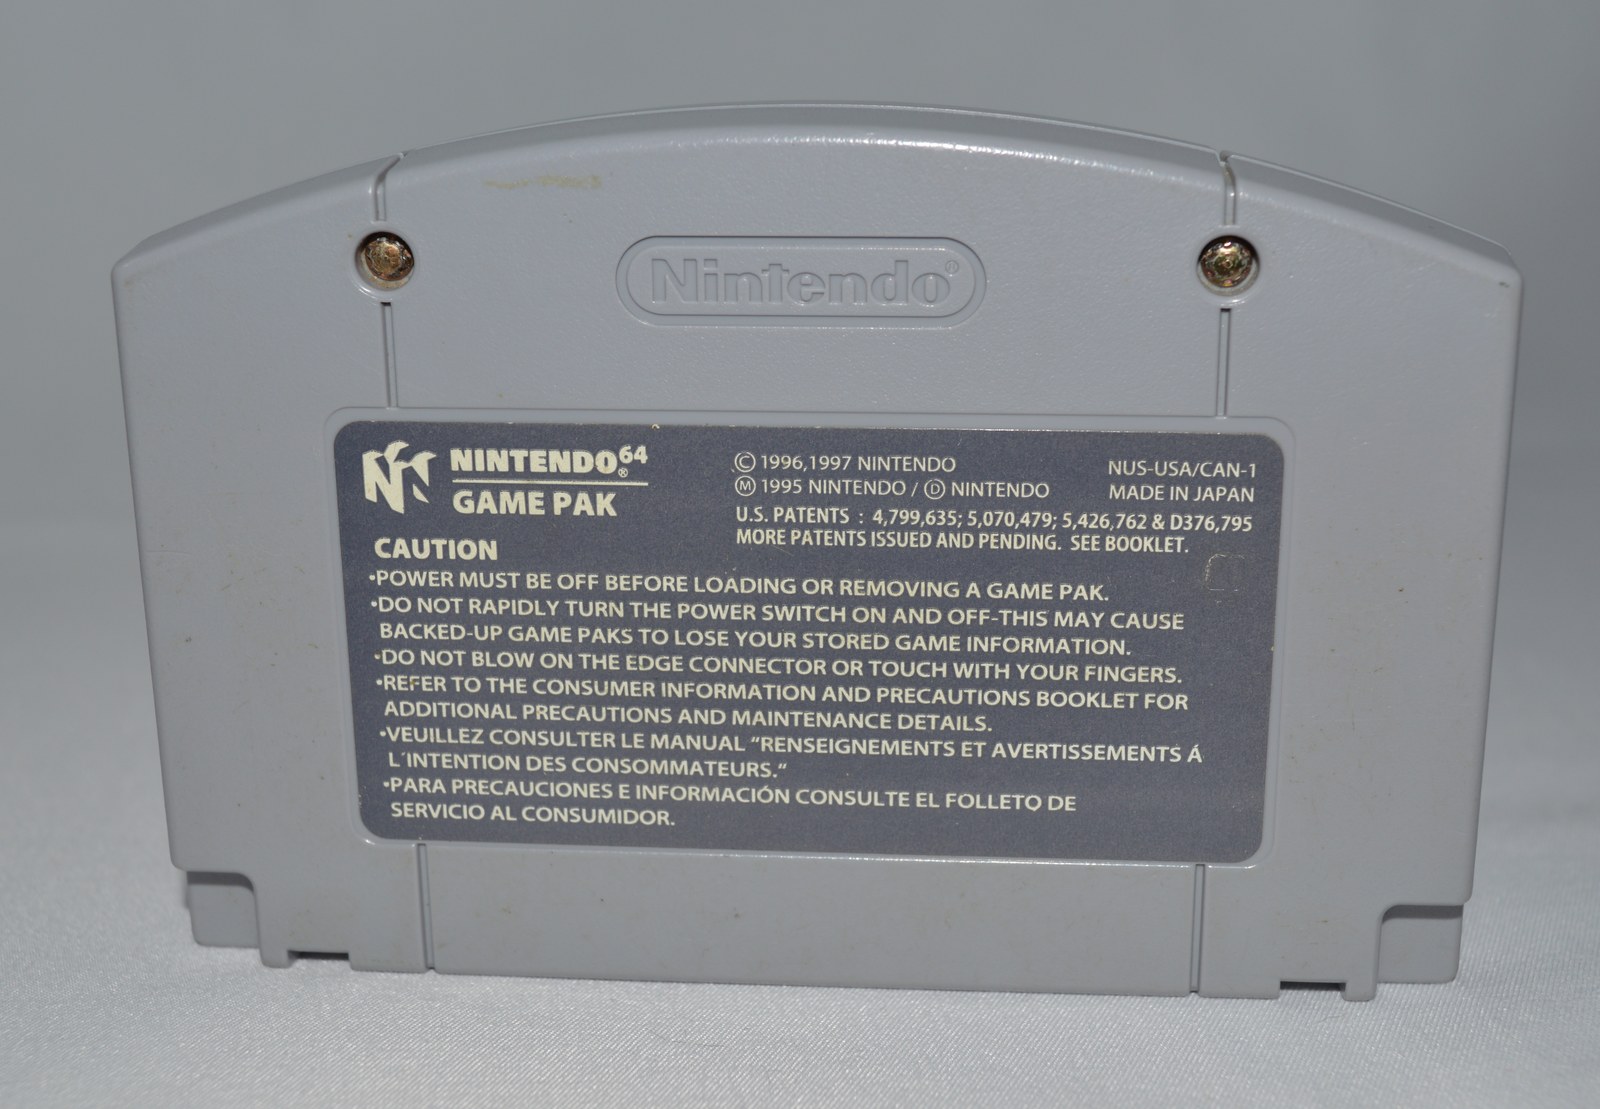 Nintendo®
NINTENDO64®
GAME PAK
© 1996,1997 NINTENDO
Ⓜ 1995 NINTENDO / Ⓓ NINTENDO
NUS-USA/CAN-1
MADE IN JAPAN
U.S. PATENTS : 4,799,635; 5,070,479; 5,426,762 & D376,795
MORE PATENTS ISSUED AND PENDING. SEE BOOKLET.
CAUTION
•POWER MUST BE OFF BEFORE LOADING OR REMOVING A GAME PAK.
•DO NOT RAPIDLY TURN THE POWER SWITCH ON AND OFF-THIS MAY CAUSE
BACKED-UP GAME PAKS TO LOSE YOUR STORED GAME INFORMATION.
•DO NOT BLOW ON THE EDGE CONNECTOR OR TOUCH WITH YOUR FINGERS.
•REFER TO THE CONSUMER INFORMATION AND PRECAUTIONS BOOKLET FOR
ADDITIONAL PRECAUTIONS AND MAINTENANCE DETAILS.
•VEUILLEZ CONSULTER LE MANUAL "RENSEIGNEMENTS ET AVERTISSEMENTS Á
L´INTENTION DES CONSOMMATEURS."
•PARA PRECAUCIONES E INFORMACIÓN CONSULTE EL FOLLETO DE
SERVICIO AL CONSUMIDOR.